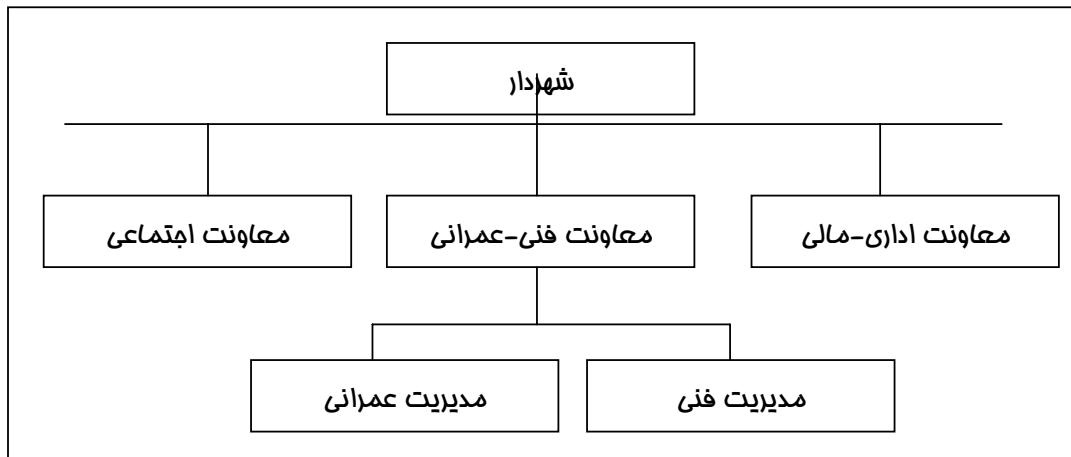 شهردار
معاونت اداری-مالی
معاونت فنی-عمرانی
معاونت اجتماعی
مدیریت فنی
مدیریت عمرانی